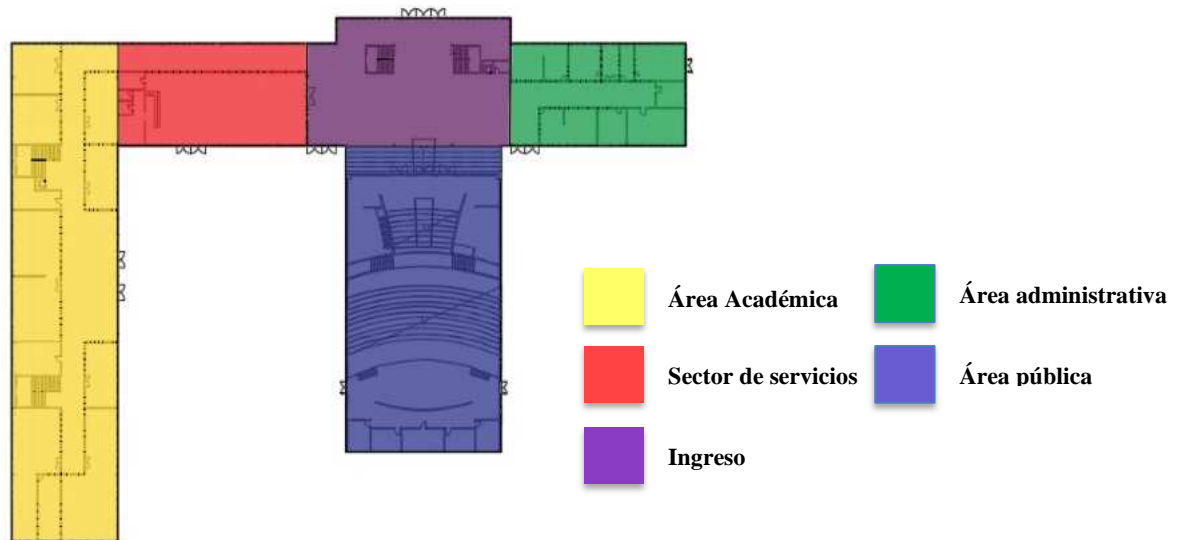 Área Académica
Área administrativa
Sector de servicios
Área pública
Ingreso